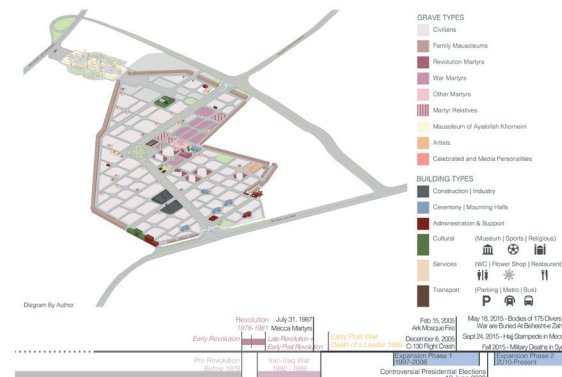 GRAVE TYPES
Civilians
Family Mausoleums
Revolution Martyrs
War Martyrs
Other Martyrs
Martyr Relatives
Mausoleum of Ayatollah Khomeini
Artists
Celebrated and Media Personalities
BUILDING TYPES
Construction | Industry
Ceremony | Mourning Halls
Administration & Support
Cultural (Museum | Sports | Religious)
Services (WC | Flower Shop | Restaurant)
Transport (Parking | Metro | Bus)
P
Diagram By Author
Revolution
1978-1981
July 31, 1987
Mecca Martyrs
Feb 15, 2005
Ark Mosque Fire
May 18, 2015 - Bodies of 175 Divers
War are Buried At Behesht-e Zah
Early Revolution
Late Revolution +
Early Post Revolution
Early Post War
Death of a Leader 1989
December 6, 2005
C-130 Flight Crash
Sept 24, 2015 - Hajj Stampede in Mecc
Fall 2015 - Military Deaths in Sy
Pre Revolution
Before 1978
Iran-Iraq War
1980 - 1988
Expansion Phase 1
1997-2008
Expansion Phase 2
2010-Present
Controversial Presidential Elections